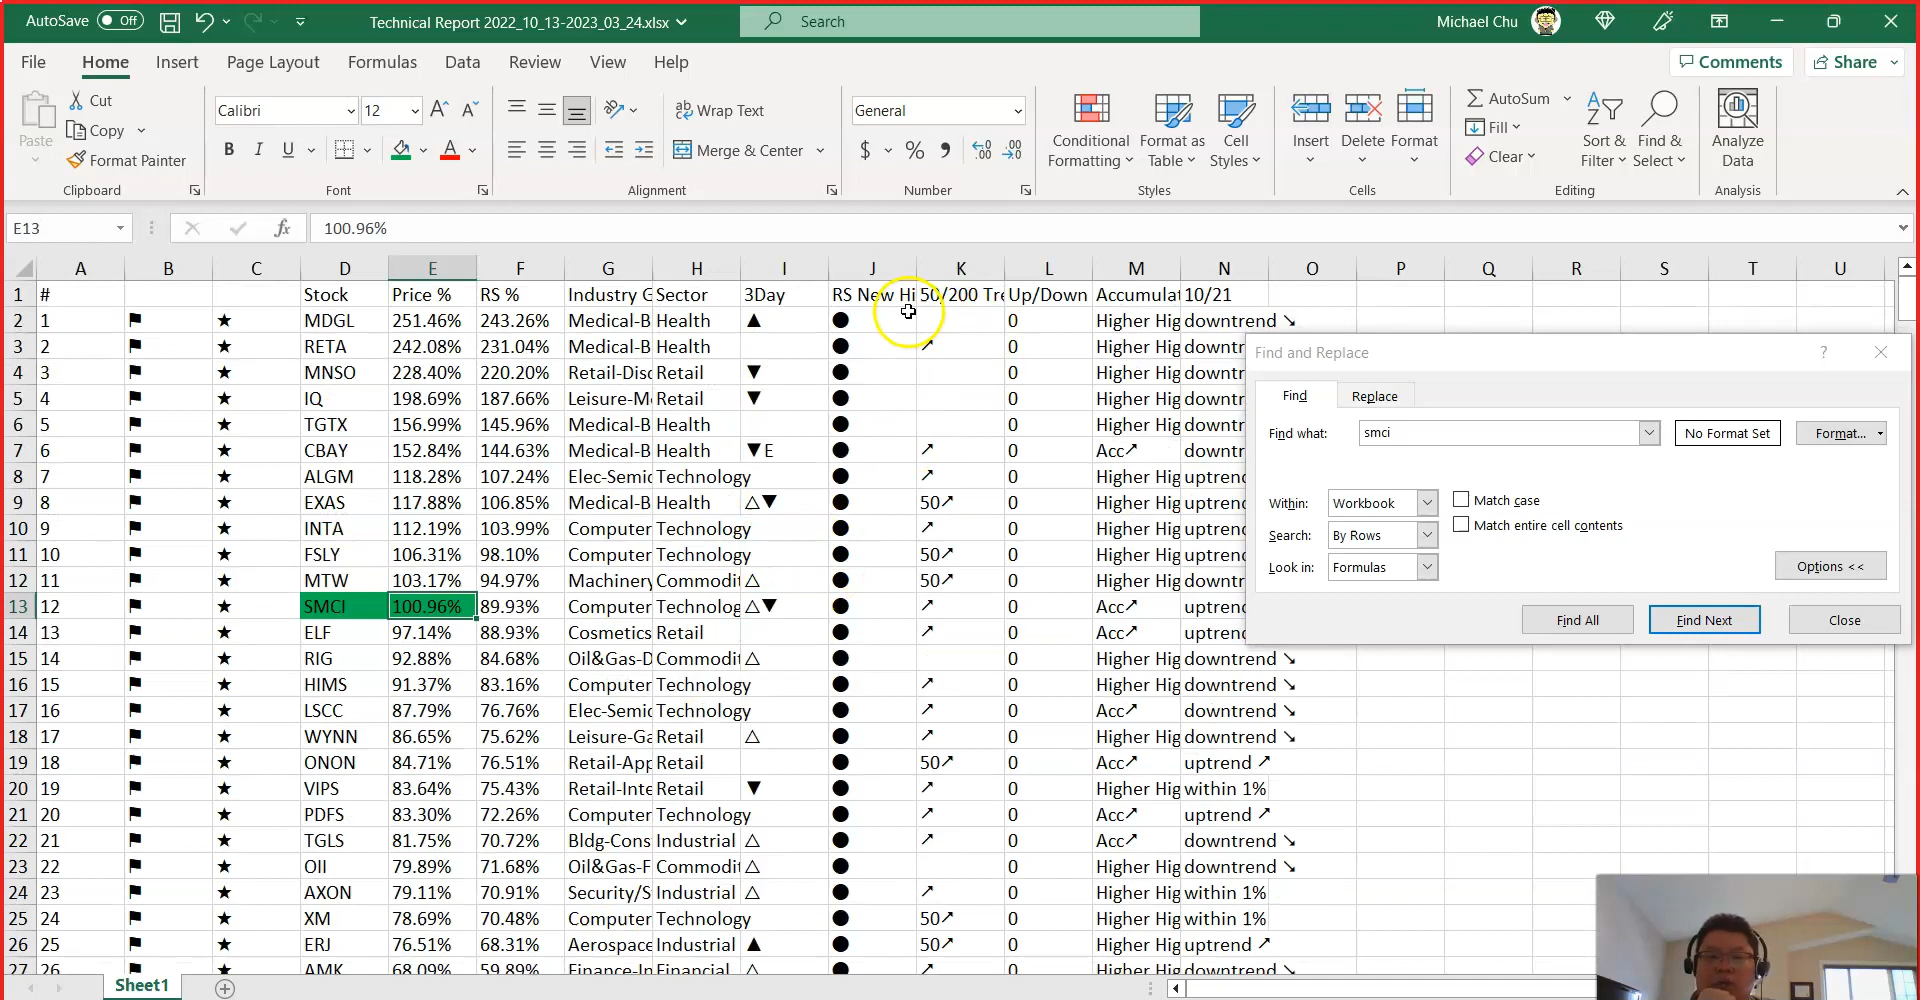 AutoSave Off Technical Report 2022_10_13-2023_03_24.xlsx Search Michael Chu
File Home Insert Page Layout Formulas Data Review View Help Comments Share
Paste Cut Copy Format Painter Clipboard
Calibri 12 B I U Font
ab Wrap Text Merge & Center Alignment
General $ % Number
Conditional Formatting Format as Table Cell Styles Styles
Insert Delete Format Cells
AutoSum Fill Clear Sort & Filter Find & Select Editing
Analyze Data Analysis
E13 fx 100.96%
A B C D E F G H I J K L M N O P Q R S T U
1 # Stock Price % RS % Industry G Sector 3Day RS New Hi 50/200 Tre Up/Down Accumulat 10/21
2 1 ⚑ ★ MDGL 251.46% 243.26% Medical-B Health ▲ ● 0 Higher Hig downtrend ↘
3 2 ⚑ ★ RETA 242.08% 231.04% Medical-B Health ● ↗ 0 Higher Hig downtr
4 3 ⚑ ★ MNSO 228.40% 220.20% Retail-Disc Retail ▼ ● 0 Higher Hig downtr
5 4 ⚑ ★ IQ 198.69% 187.66% Leisure-M Retail ▼ ● 0 Higher Hig downtr
6 5 ⚑ ★ TGTX 156.99% 145.96% Medical-B Health ● 0 Higher Hig downtr
7 6 ⚑ ★ CBAY 152.84% 144.63% Medical-B Health ▼E ● ↗ 0 Acc↗ downtr
8 7 ⚑ ★ ALGM 118.28% 107.24% Elec-Semic Technology ● ↗ 0 Higher Hig uptrenc
9 8 ⚑ ★ EXAS 117.88% 106.85% Medical-B Health △▼ ● 50↗ 0 Higher Hig uptrenc
10 9 ⚑ ★ INTA 112.19% 103.99% Computer Technology ● ↗ 0 Higher Hig uptrenc
11 10 ⚑ ★ FSLY 106.31% 98.10% Computer Technology ● 50↗ 0 Higher Hig uptrenc
12 11 ⚑ ★ MTW 103.17% 94.97% Machinery Commodit △ ● 50↗ 0 Higher Hig uptrenc
13 12 ⚑ ★ SMCI 100.96% 89.93% Computer Technolog △▼ ● ↗ 0 Acc↗ uptrenc
14 13 ⚑ ★ ELF 97.14% 88.93% Cosmetics Retail ● ↗ 0 Acc↗ uptrenc
15 14 ⚑ ★ RIG 92.88% 84.68% Oil&Gas-D Commodit △ ● 0 Higher Hig downtrend ↘
16 15 ⚑ ★ HIMS 91.37% 83.16% Computer Technology ● ↗ 0 Higher Hig downtrend ↘
17 16 ⚑ ★ LSCC 87.79% 76.76% Elec-Semic Technology ● ↗ 0 Acc↗ downtrend ↘
18 17 ⚑ ★ WYNN 86.65% 75.62% Leisure-Ga Retail △ ● ↗ 0 Higher Hig downtrend ↘
19 18 ⚑ ★ ONON 84.71% 76.51% Retail-App Retail ● 50↗ 0 Acc↗ uptrend ↗
20 19 ⚑ ★ VIPS 83.64% 75.43% Retail-Inte Retail ▼ ● ↗ 0 Higher Hig within 1%
21 20 ⚑ ★ PDFS 83.30% 72.26% Computer Technology ● ↗ 0 Acc↗ uptrend ↗
22 21 ⚑ ★ TGLS 81.75% 70.72% Bldg-Cons Industrial △ ● ↗ 0 Acc↗ downtrend ↘
23 22 ⚑ ★ OII 79.89% 71.68% Oil&Gas-F Commodit △ ● 0 Higher Hig downtrend ↘
24 23 ⚑ ★ AXON 79.11% 70.91% Security/S Industrial △ ● ↗ 0 Higher Hig within 1%
25 24 ⚑ ★ XM 78.69% 70.48% Computer Technology ● 50↗ 0 Higher Hig within 1%
26 25 ⚑ ★ ERJ 76.51% 68.31% Aerospace Industrial ▲ ● 50↗ 0 Higher Hig uptrend ↗
27 26 ⚑ ★ AMK 68.09% 59.89% Finance-In Financial △ ● ↗ 0 Higher Hig downtrend ↘
Find and Replace ?
Find Replace
Find what: smci No Format Set Format...
Within: Workbook Match case
Search: By Rows Match entire cell contents
Look in: Formulas Options <<
Find All Find Next Close
Sheet1